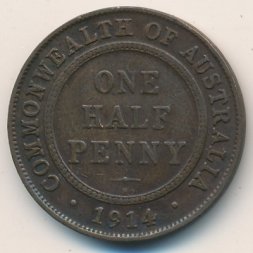 COMMONWEALTH OF AUSTRALIA
ONE
HALF
PENNY
· 1914 ·